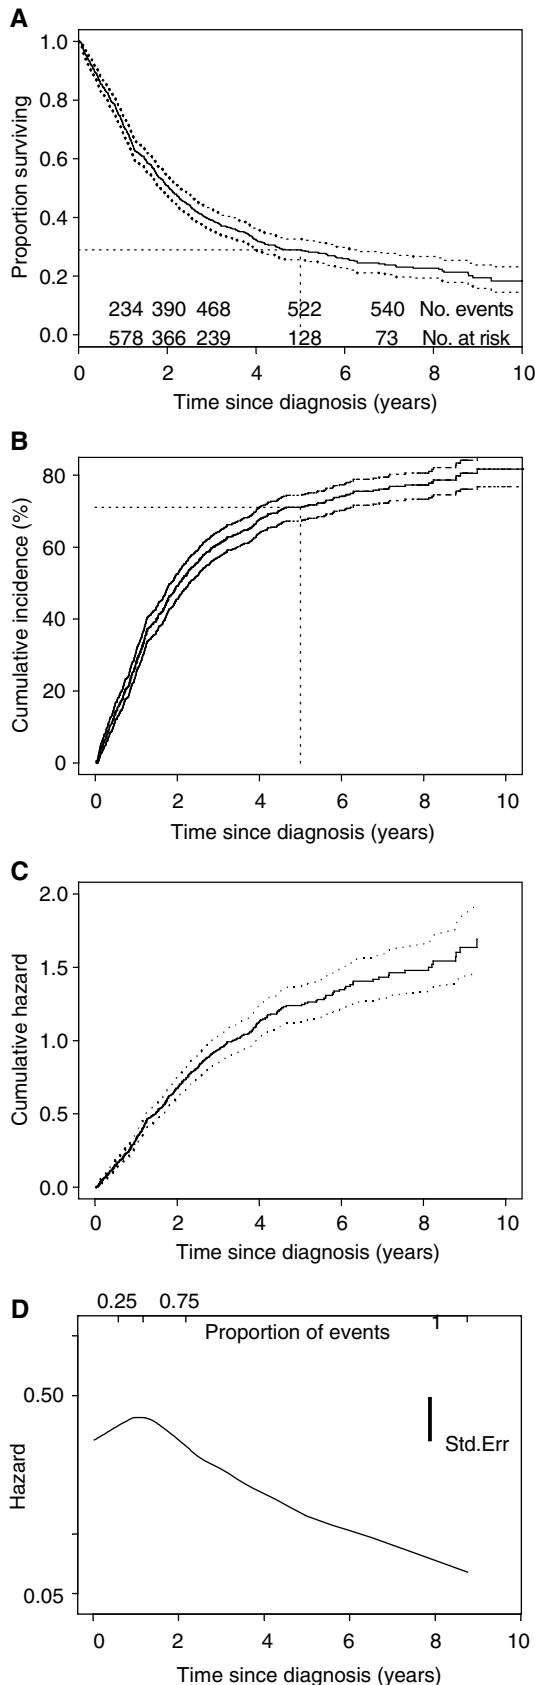 A
1.0
0.8
0.6
0.4
0.2
0.0
Proportion surviving
234 390 468 522 540 No. events
578 366 239 128 73 No. at risk
0 2 4 6 8 10
Time since diagnosis (years)
B
80
60
40
20
0
Cumulative incidence (%)
0 2 4 6 8 10
Time since diagnosis (years)
C
2.0
1.5
1.0
0.5
0.0
Cumulative hazard
0 2 4 6 8 10
Time since diagnosis (years)
D
0.25 0.75
1
Proportion of events
0.50
Std.Err
Hazard
0.05
0 2 4 6 8 10
Time since diagnosis (years)